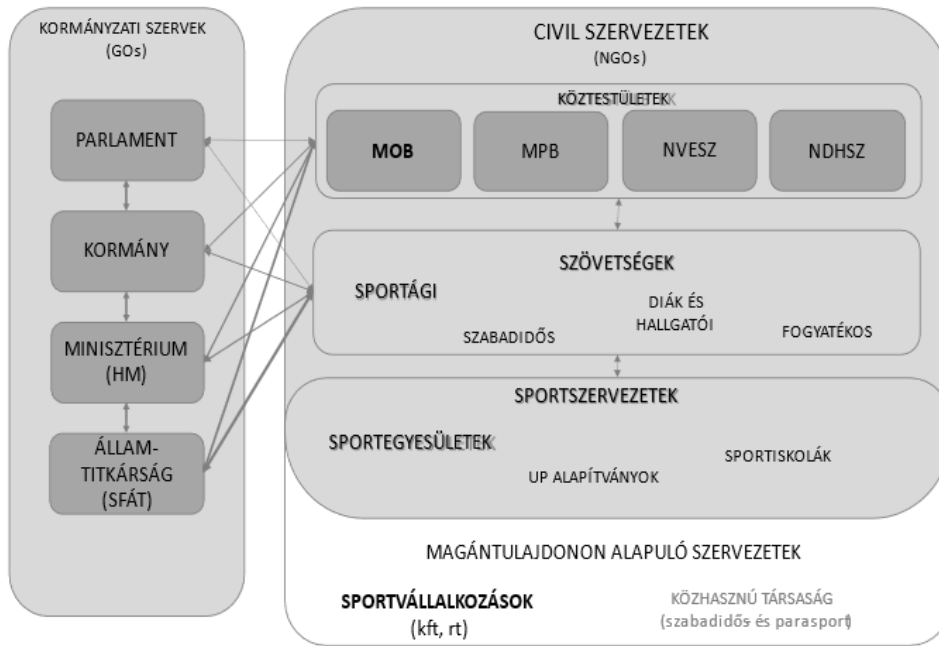 KORMÁNYZATI SZERVEK
(GOs)
PARLAMENT
KORMÁNY
MINISZTÉRIUM
(HM)
ÁLLAM-
TITKÁRSÁG
(SFÁT)
CIVIL SZERVEZETEK
(NGOs)
KÖZTESTÜLETEK
MOB
MPB
NVESZ
NDHSZ
SZÖVETSÉGEK
SPORTÁGI
SZABADIDŐS
DIÁK ÉS
HALLGATÓI
FOGYATÉKOS
SPORTSZERVEZETEK
SPORTEGYESÜLETEK
UP ALAPÍTVÁNYOK
SPORTISKOLÁK
MAGÁNTULAJDONON ALAPULÓ SZERVEZETEK
SPORTVÁLLALKOZÁSOK
(kft, rt)
KÖZHASZNÚ TÁRSASÁG
(szabadidős- és parasport)